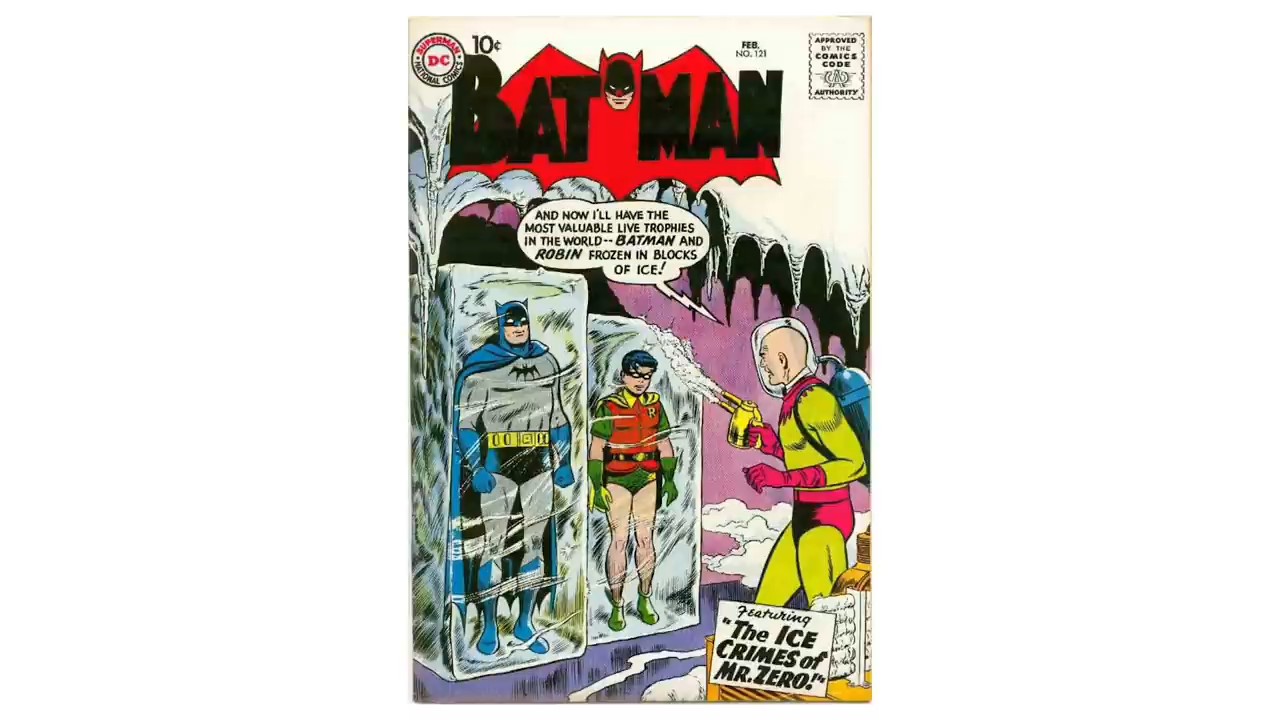 SUPERMAN
DC
NATIONAL COMICS
10¢
FEB.
NO. 121
APPROVED
BY THE
COMICS
CODE
CA
AUTHORITY
BATMAN
AND NOW I'LL HAVE THE
MOST VALUABLE LIVE TROPHIES
IN THE WORLD--BATMAN AND
ROBIN FROZEN IN BLOCKS
OF ICE!
R
Featuring
"The ICE
CRIMES of
MR. ZERO!"